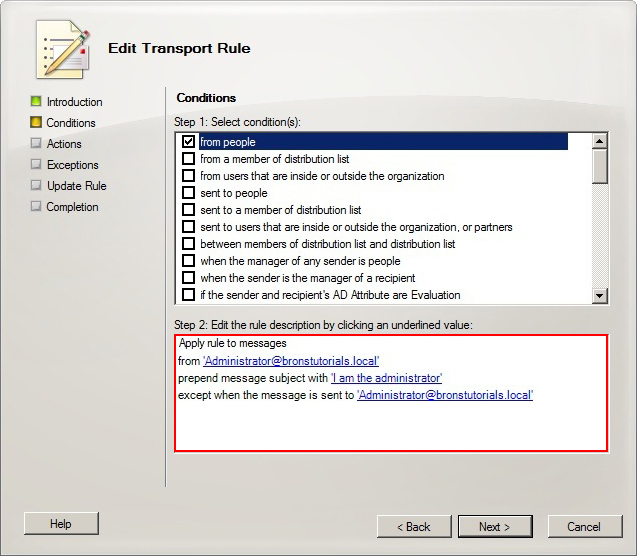 Edit Transport Rule
Introduction
Conditions
Actions
Exceptions
Update Rule
Completion
Conditions
Step 1: Select condition(s):
from people
from a member of distribution list
from users that are inside or outside the organization
sent to people
sent to a member of distribution list
sent to users that are inside or outside the organization, or partners
between members of distribution list and distribution list
when the manager of any sender is people
when the sender is the manager of a recipient
if the sender and recipient's AD Attribute are Evaluation
Step 2: Edit the rule description by clicking an underlined value:
Apply rule to messages
from 'Administrator@bronstutorials.local'
prepend message subject with 'I am the administrator'
except when the message is sent to 'Administrator@bronstutorials.local'
Help
< Back
Next >
Cancel